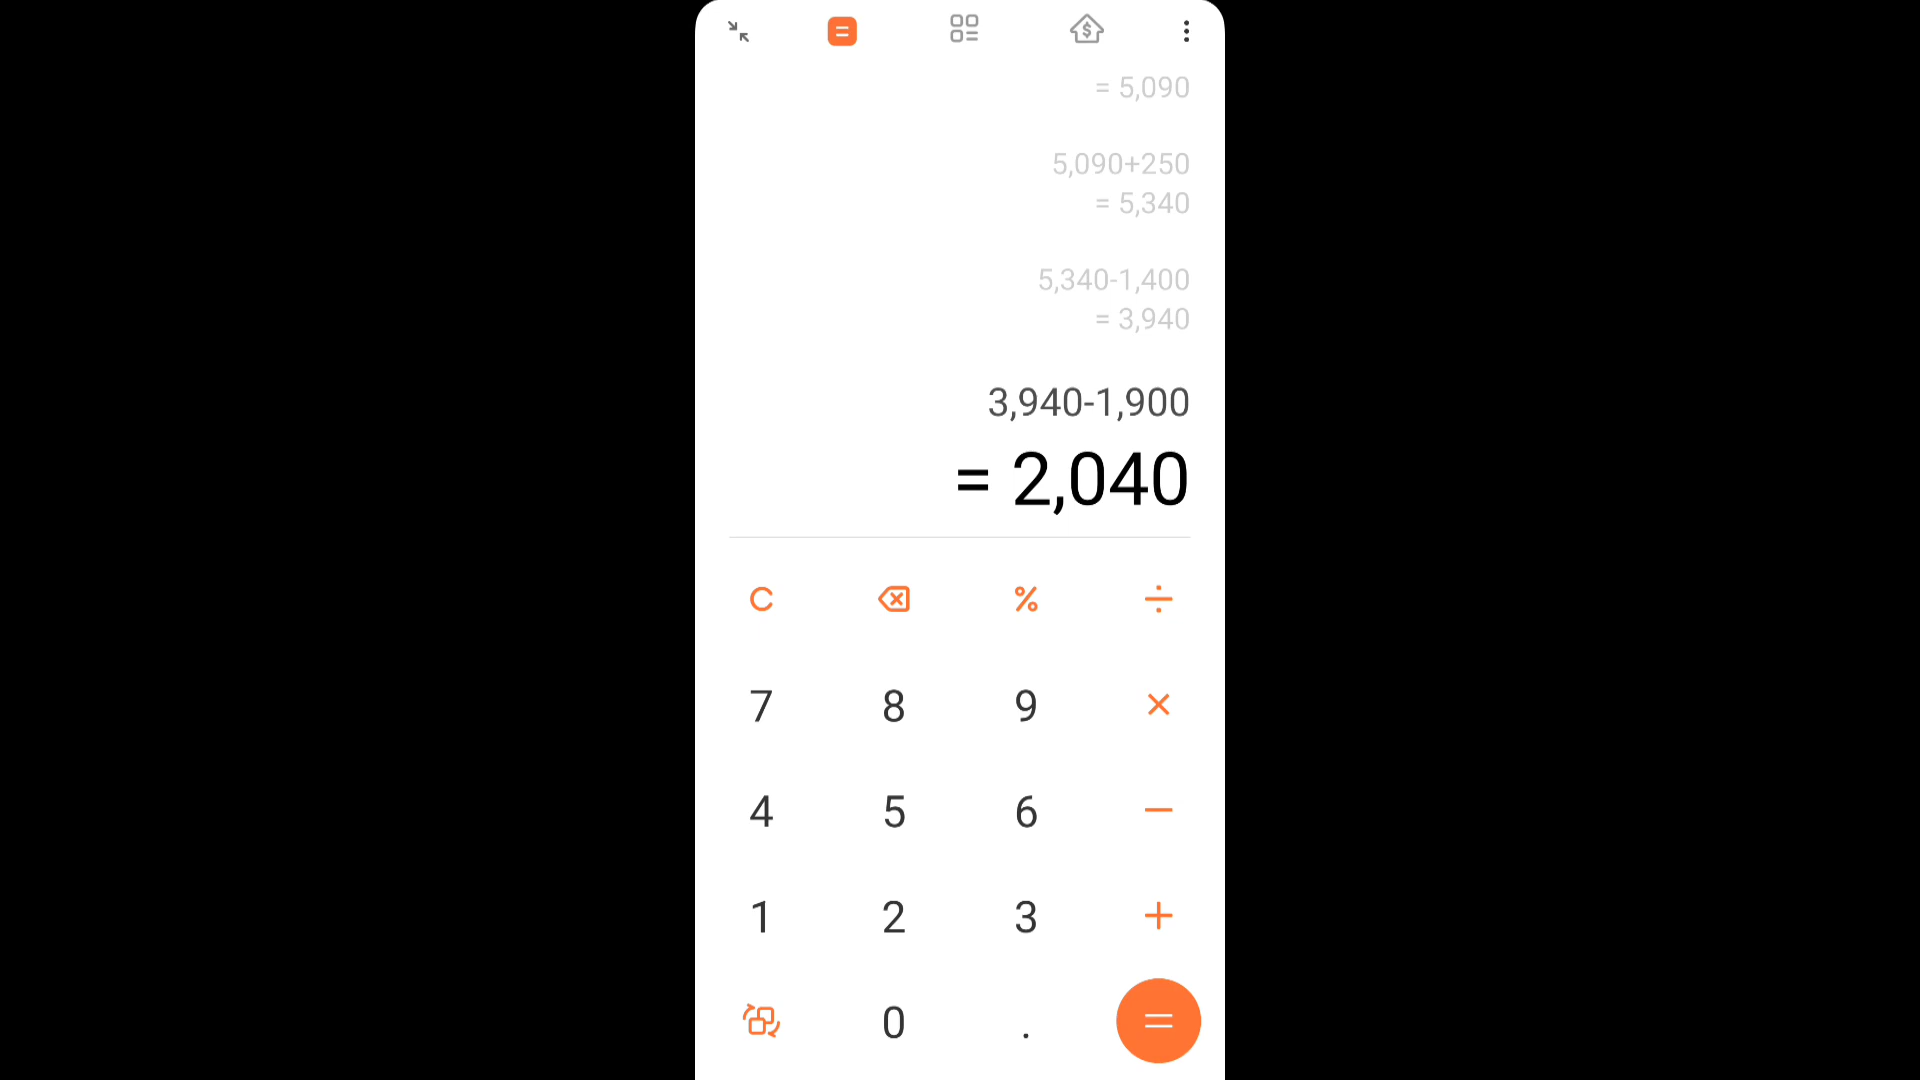 = 5,090
5,090+250
= 5,340
5,340-1,400
= 3,940
3,940-1,900
= 2,040
C % ÷
7 8 9 ×
4 5 6 −
1 2 3 +
0 . =